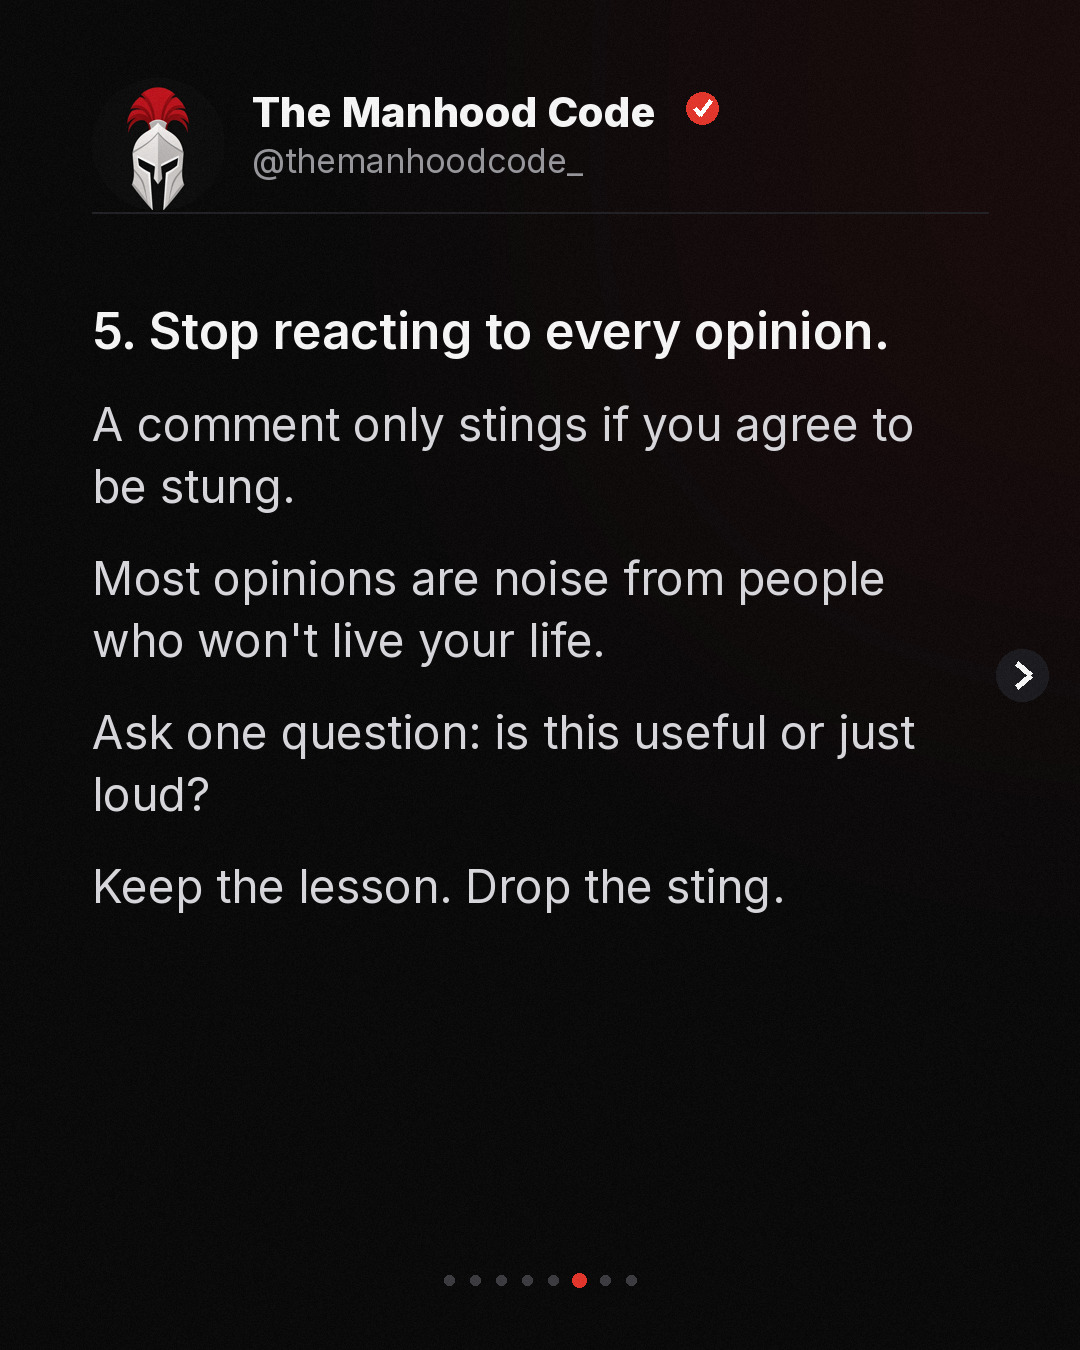 The Manhood Code
@themanhoodcode_
5. Stop reacting to every opinion.
A comment only stings if you agree to
be stung.
Most opinions are noise from people
who won't live your life.
Ask one question: is this useful or just
loud?
Keep the lesson. Drop the sting.